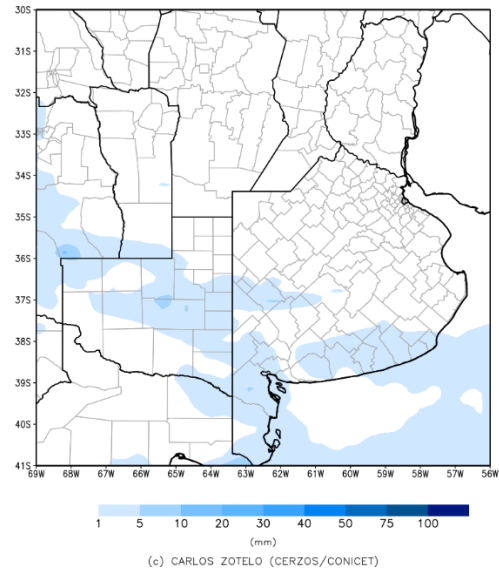 30S
32S
34S
35S
36S
37S
38S
39S
40S
41S
69W 68W 67W 66W 65W 64W 63W 62W 61W 60W 59W 58W 57W 56W
1 5 10 20 30 40 50 75 100
(mm)
(c) CARLOS ZOTELO (CERZOS/CONICET)